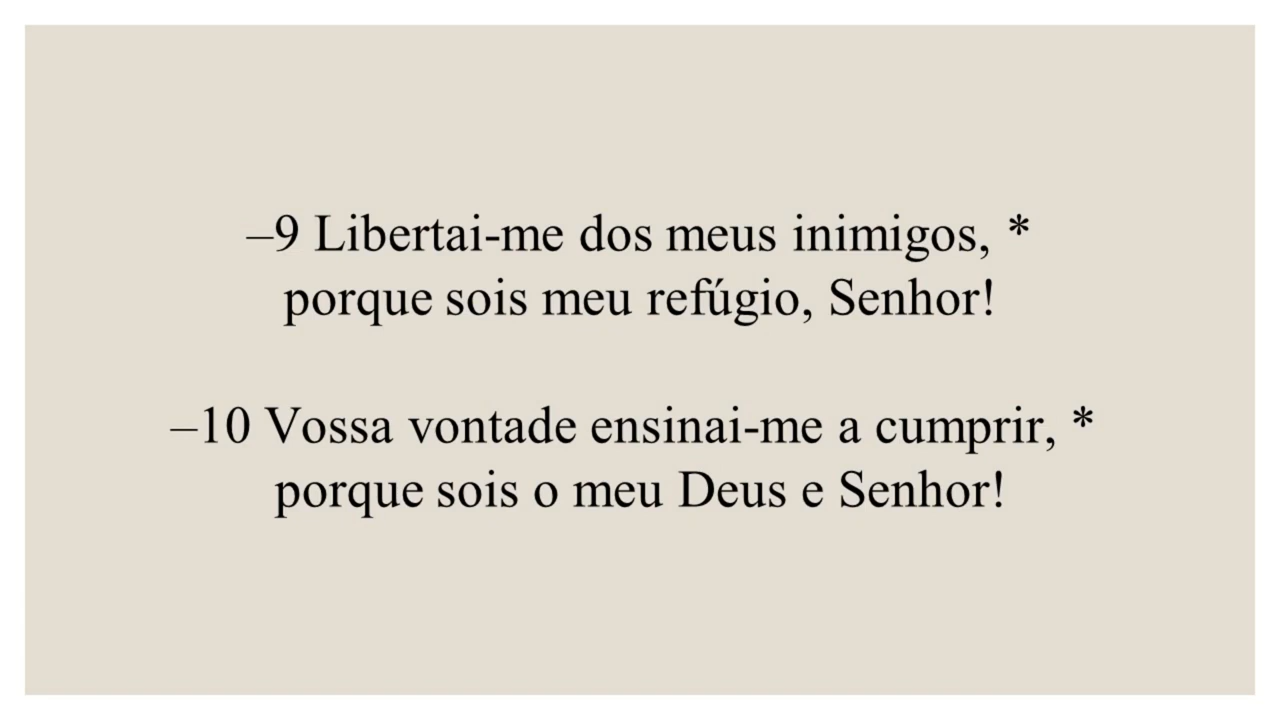 –9 Libertai-me dos meus inimigos, *
porque sois meu refúgio, Senhor!
–10 Vossa vontade ensinai-me a cumprir, *
porque sois o meu Deus e Senhor!